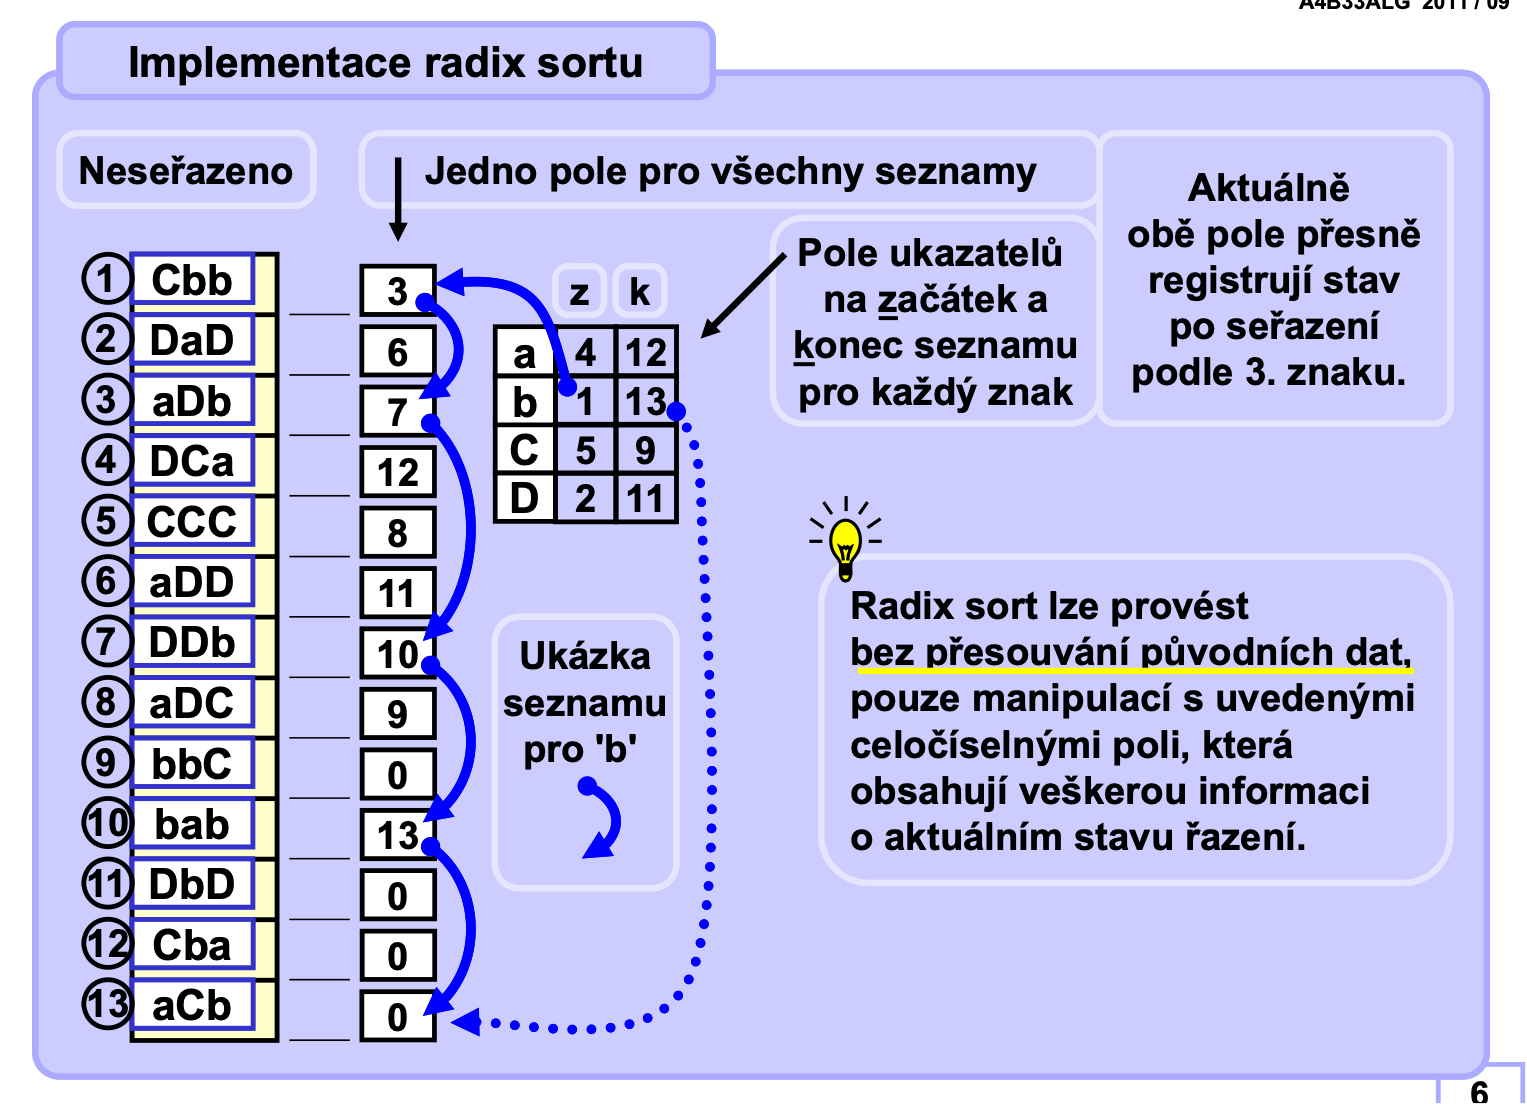 A4B33ALG 2011 / 09
Implementace radix sortu
Neseřazeno
Jedno pole pro všechny seznamy
Aktuálně
obě pole přesně
registrují stav
po seřazení
podle 3. znaku.
Pole ukazatelů
na začátek a
konec seznamu
pro každý znak
z k
a 4 12
b 1 13
C 5 9
D 2 11
1 Cbb 3
2 DaD 6
3 aDb 7
4 DCa 12
5 CCC 8
6 aDD 11
7 DDb 10
8 aDC 9
9 bbC 0
10 bab 13
11 DbD 0
12 Cba 0
13 aCb 0
Ukázka
seznamu
pro 'b'
Radix sort lze provést
bez přesouvání původních dat,
pouze manipulací s uvedenými
celočíselnými poli, která
obsahují veškerou informaci
o aktuálním stavu řazení.
6